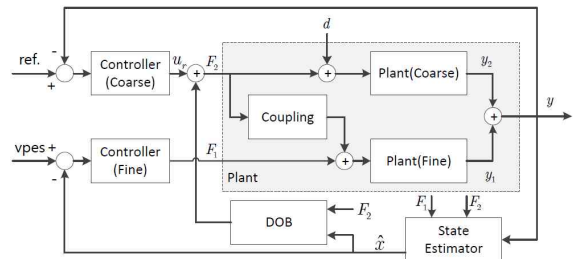 -
ref.
+
Controller
(Coarse)
u_r
+
F_2
d
+
Plant(Coarse)
y_2
Coupling
+
y
vpes +
-
Controller
(Fine)
F_1
+
Plant(Fine)
y_1
Plant
DOB
F_2
F_1
F_2
x̂
State
Estimator